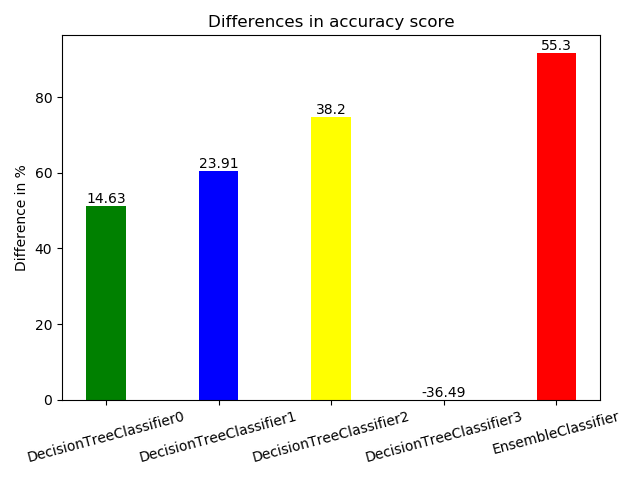 Differences in accuracy score
55.3
38.2
23.91
14.63
-36.49
Difference in %
80
60
40
20
0
DecisionTreeClassifier0
DecisionTreeClassifier1
DecisionTreeClassifier2
DecisionTreeClassifier3
EnsembleClassifier